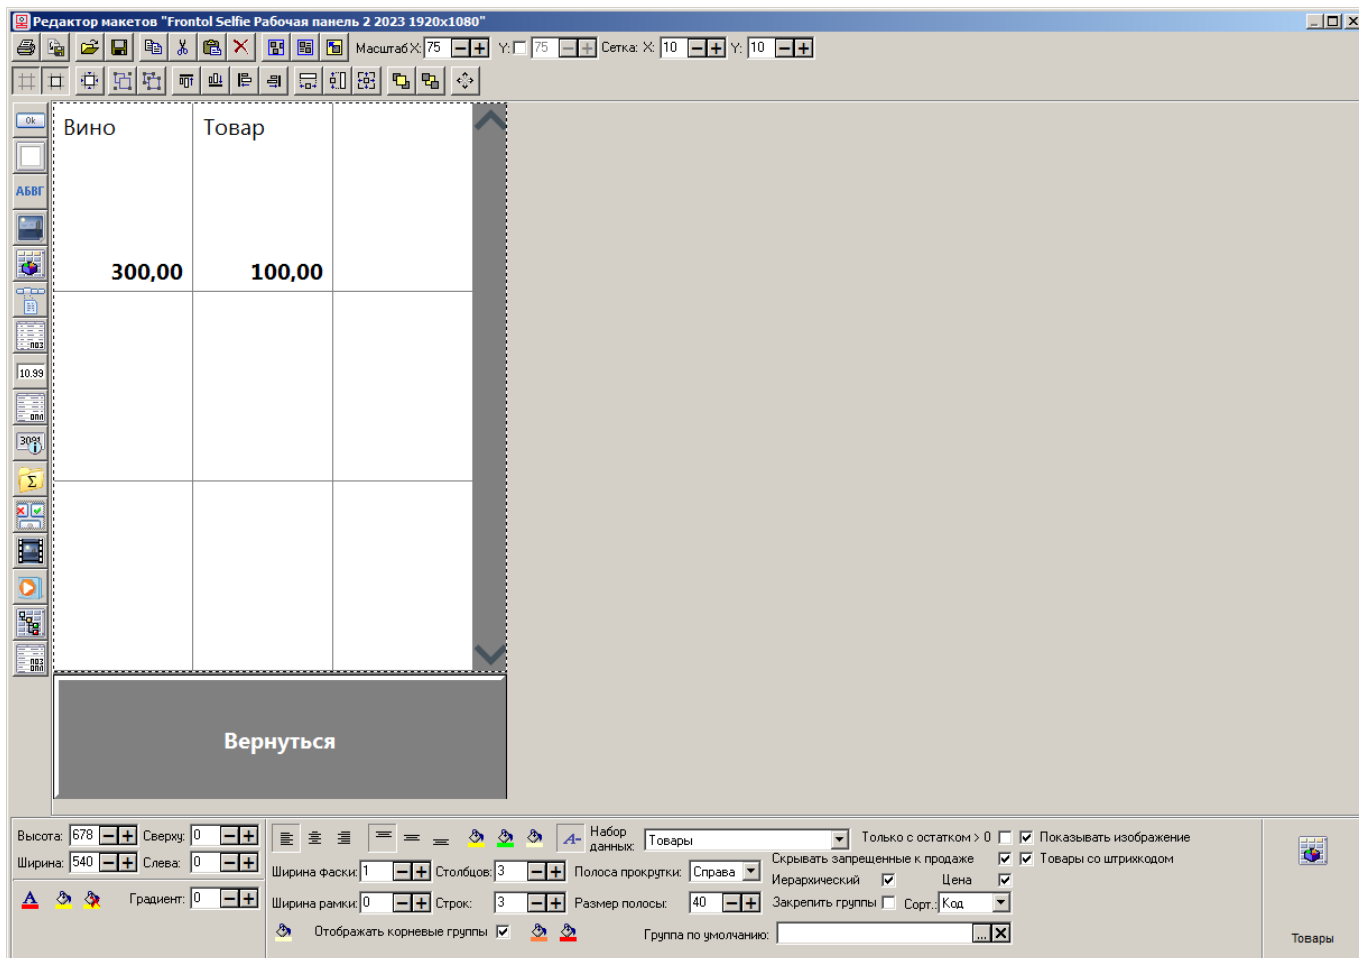 Редактор макетов "Frontol Selfie Рабочая панель 2 2023 1920x1080"
Масштаб X: 75 Y: 75 Сетка: X: 10 Y: 10
Ok
АБВГ
поз
10.99
опл
Σ
поз
опл
Вино Товар
300,00 100,00
Вернуться
Высота: 678 Сверху: 0
Ширина: 540 Слева: 0
Градиент: 0
Набор данных: Товары
Только с остатком > 0
Показывать изображение
Скрывать запрещенные к продаже
Товары со штрихкодом
Ширина фаски: 1 Столбцов: 3 Полоса прокрутки: Справа
Иерархический Цена
Ширина рамки: 0 Строк: 3 Размер полосы: 40
Закрепить группы Сорт.: Код
Отображать корневые группы
Группа по умолчанию: ...
Товары